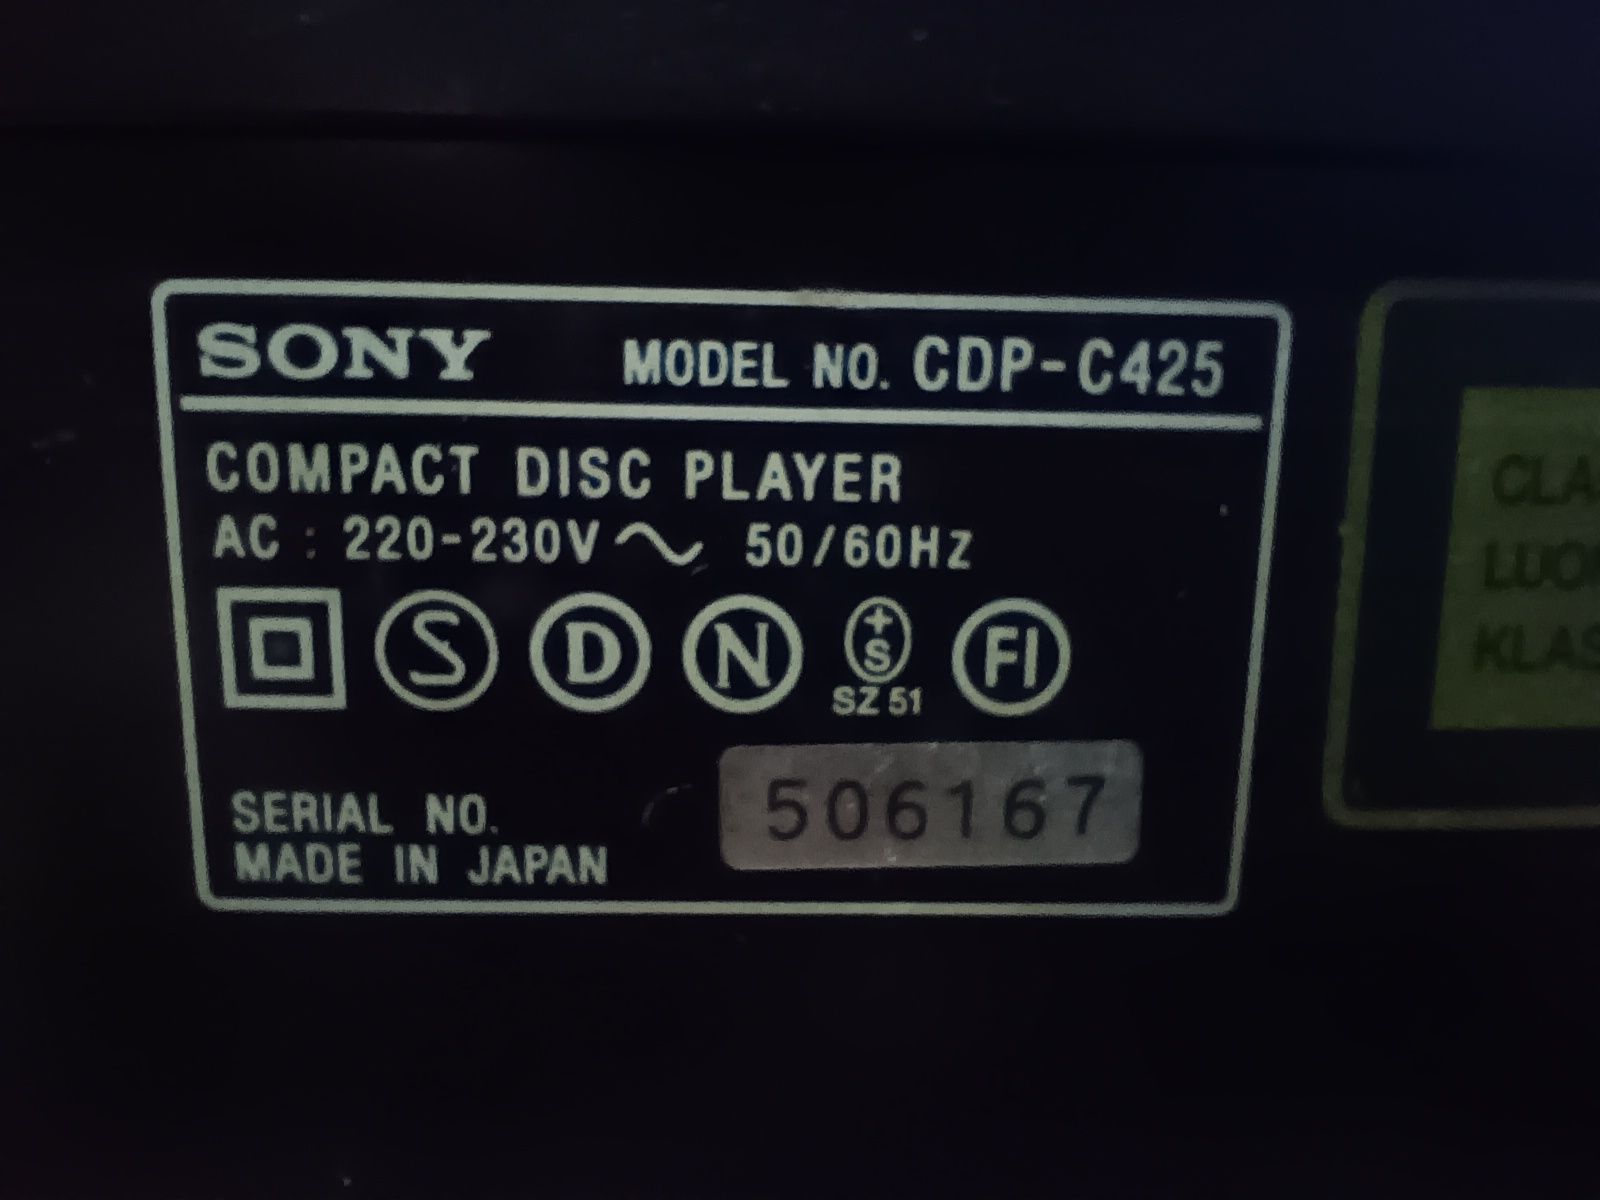 SONY MODEL NO. CDP-C425
COMPACT DISC PLAYER
AC : 220-230V ~ 50/60HZ
S D N +S FI
SZ 51
SERIAL NO. 506167
MADE IN JAPAN